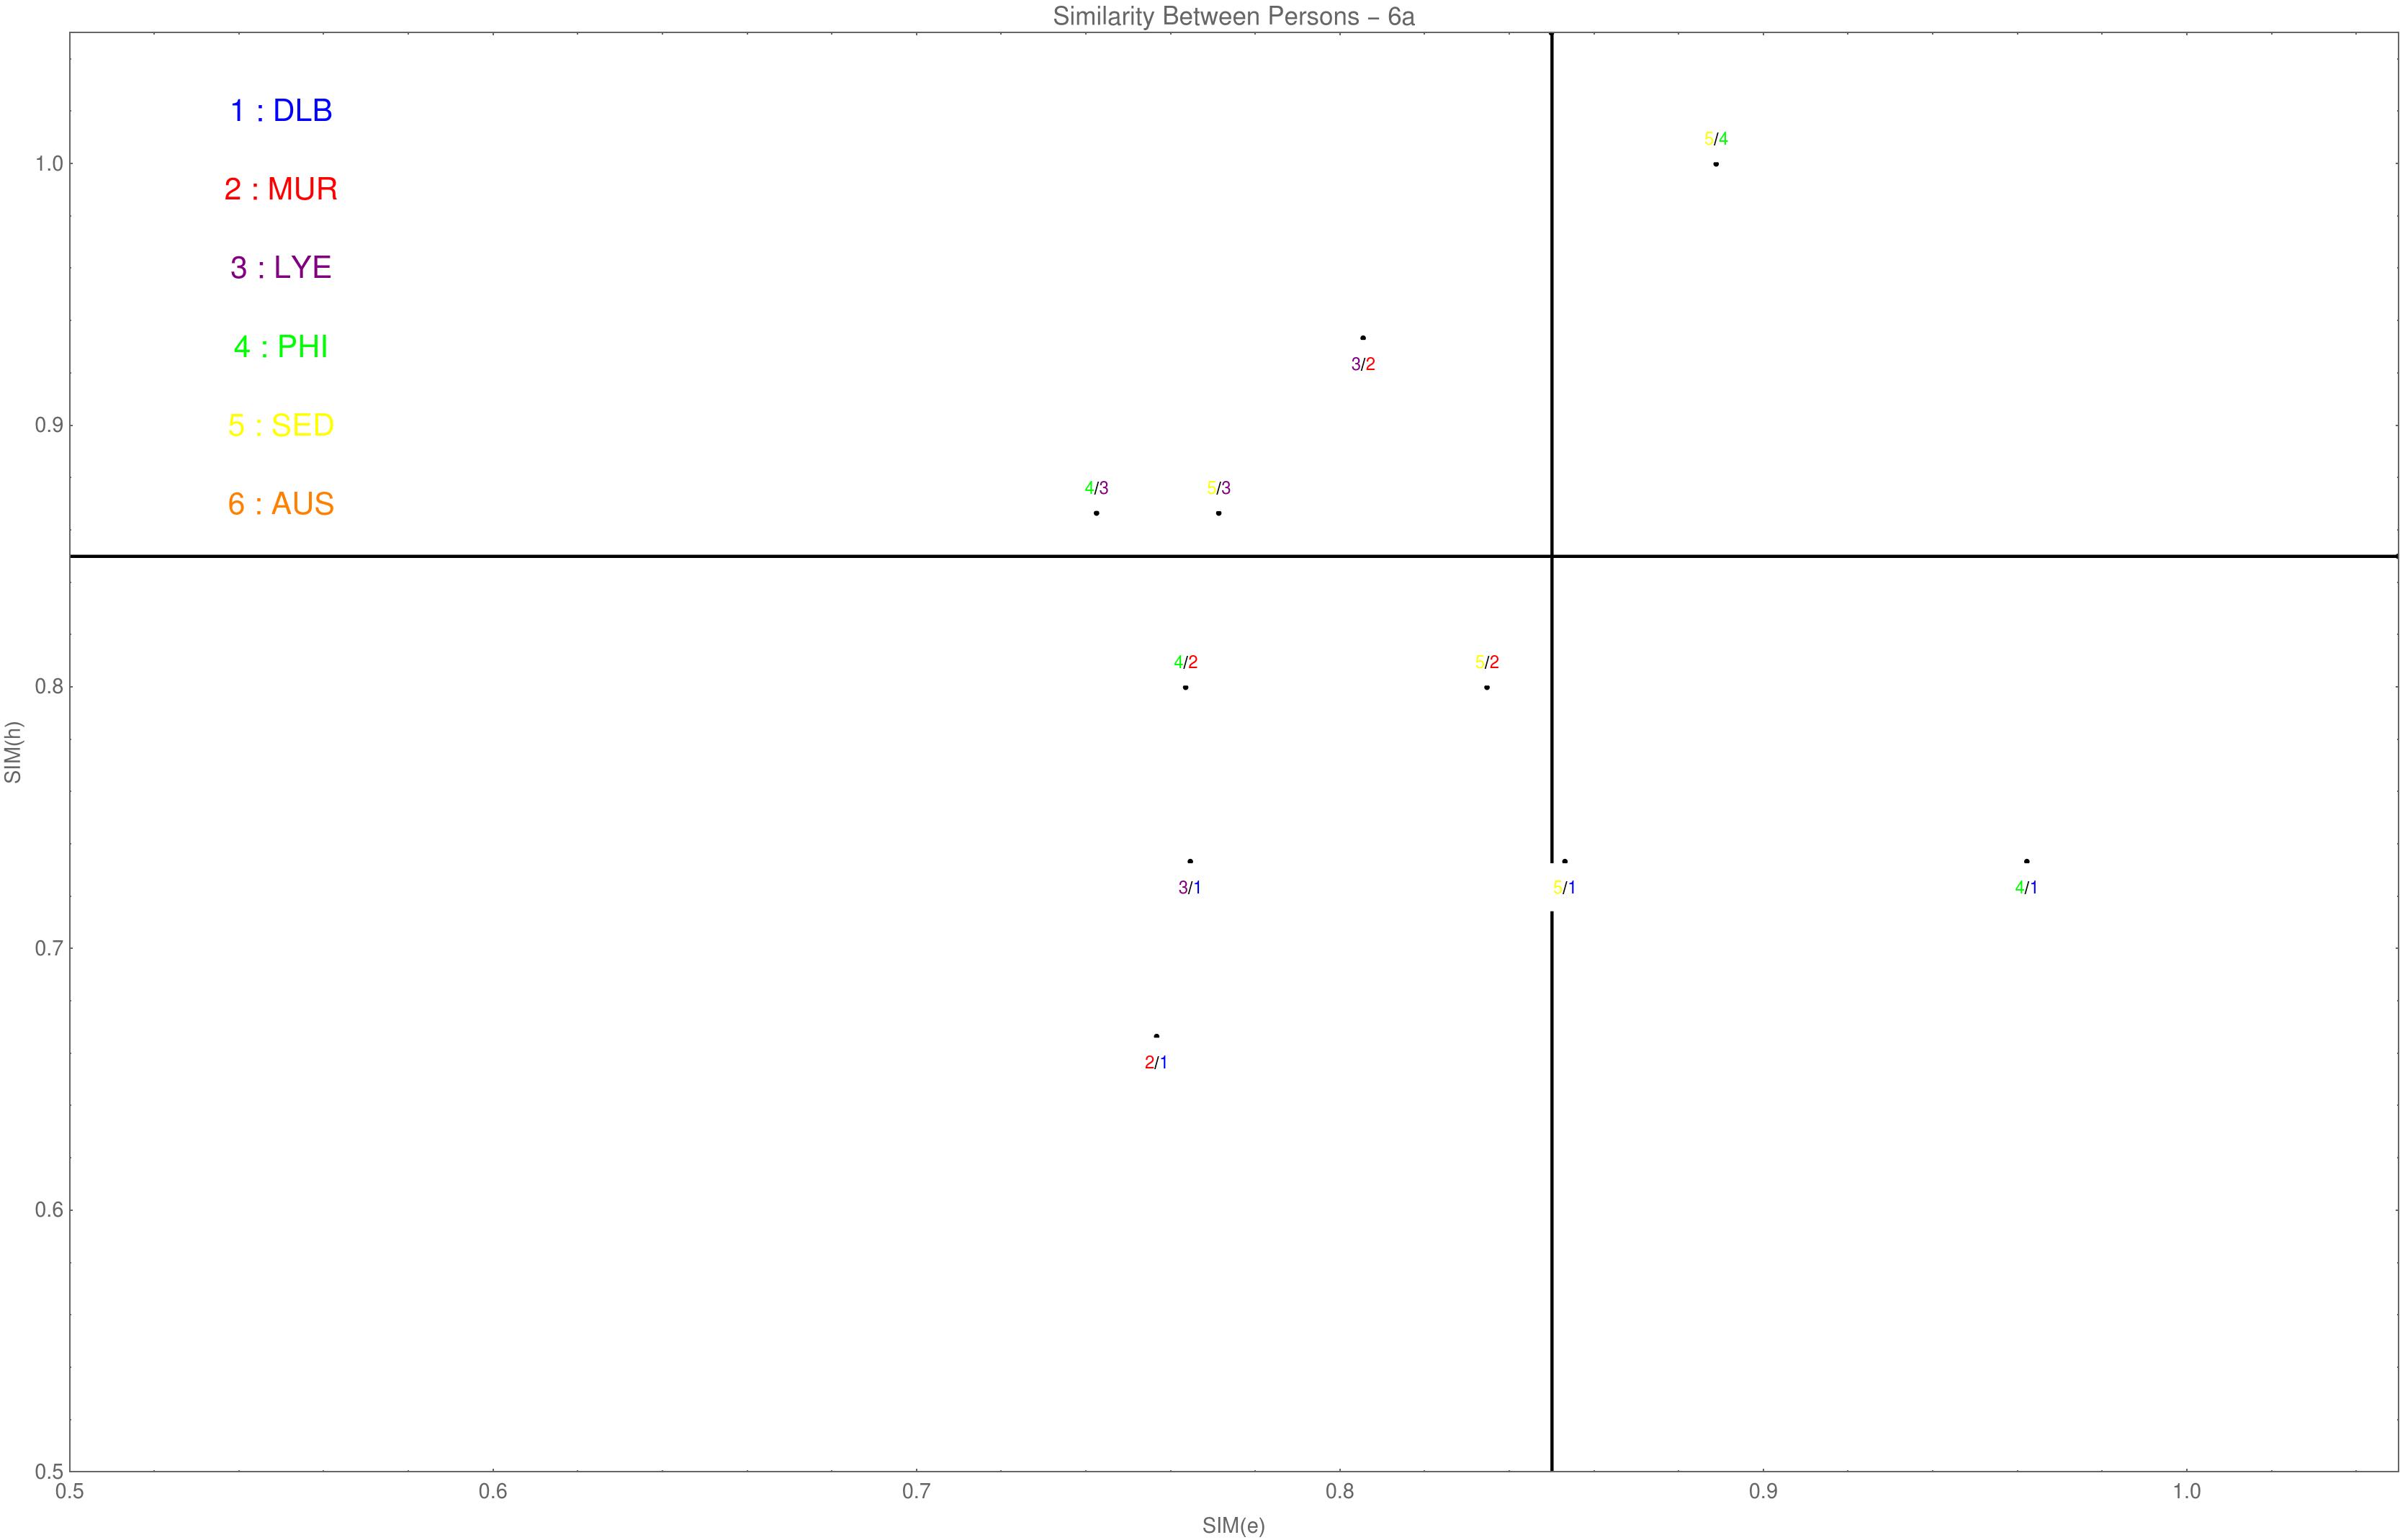 Similarity Between Persons – 6a
1 : DLB
5/4
1.0
2 : MUR
3 : LYE
4 : PHI
3/2
5 : SED
0.9
4/3 5/3
6 : AUS
4/2 5/2
0.8
SIM(h)
3/1 5/1 4/1
0.7
2/1
0.6
0.5
0.5 0.6 0.7 0.8 0.9 1.0
SIM(e)